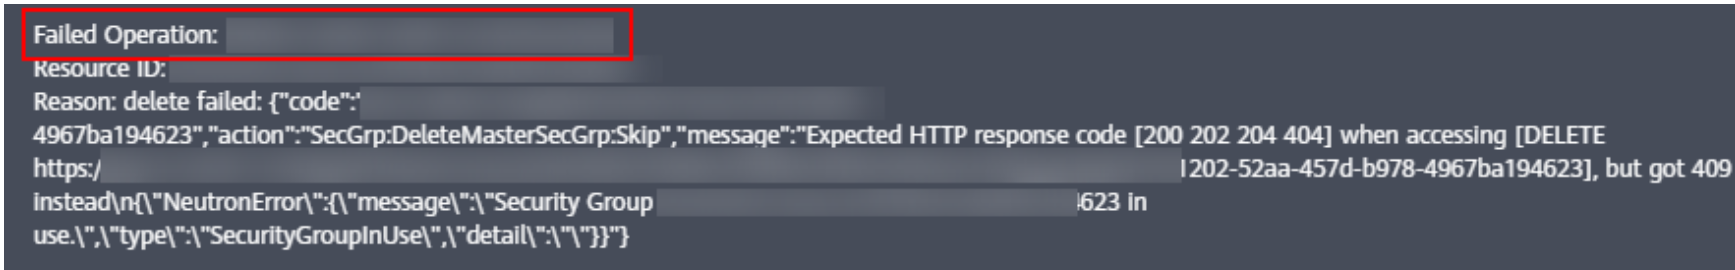 Failed Operation:
Resource ID:
Reason: delete failed: {"code":"
4967ba194623","action":"SecGrp:DeleteMasterSecGrp:Skip","message":"Expected HTTP response code [200 202 204 404] when accessing [DELETE
https:/ 1202-52aa-457d-b978-4967ba194623], but got 409
instead\n{\"NeutronError\":{\"message\":\"Security Group 4623 in
use.\",\"type\":\"SecurityGroupInUse\",\"detail\":\"\"}}"}